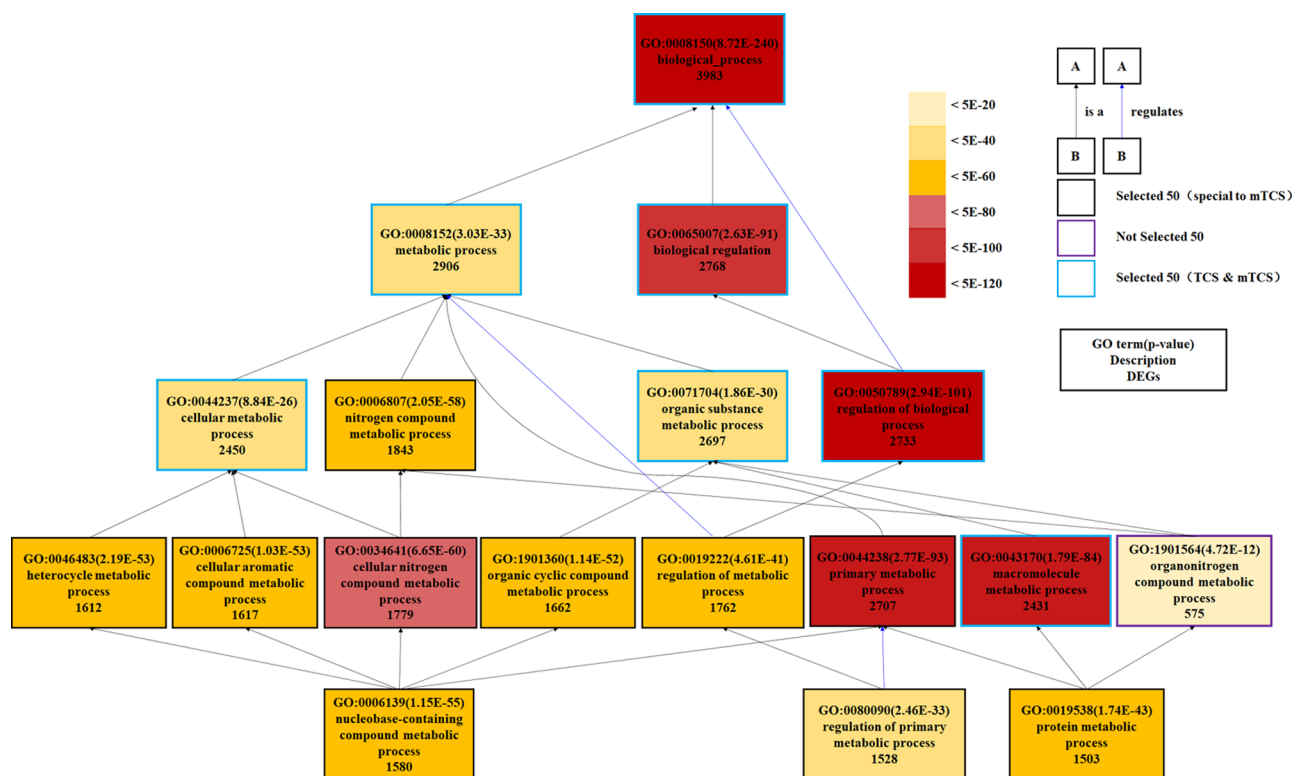 GO:0008150(8.72E-240)
biological_process
3983
A
A
is a
regulates
B
B
< 5E-20
< 5E-40
< 5E-60
< 5E-80
< 5E-100
< 5E-120
Selected 50（special to mTCS）
Not Selected 50
Selected 50（TCS & mTCS）
GO term(p-value)
Description
DEGs
GO:0008152(3.03E-33)
metabolic process
2906
GO:0065007(2.63E-91)
biological regulation
2768
GO:0044237(8.84E-26)
cellular metabolic
process
2450
GO:0006807(2.05E-58)
nitrogen compound
metabolic process
1843
GO:0071704(1.86E-30)
organic substance
metabolic process
2697
GO:0050789(2.94E-101)
regulation of biological
process
2733
GO:0046483(2.19E-53)
heterocycle metabolic
process
1612
GO:0006725(1.03E-53)
cellular aromatic
compound metabolic
process
1617
GO:0034641(6.65E-60)
cellular nitrogen
compound metabolic
process
1779
GO:1901360(1.14E-52)
organic cyclic compound
metabolic process
1662
GO:0019222(4.61E-41)
regulation of metabolic
process
1762
GO:0044238(2.77E-93)
primary metabolic
process
2707
GO:0043170(1.79E-84)
macromolecule
metabolic process
2431
GO:1901564(4.72E-12)
organonitrogen
compound metabolic
process
575
GO:0006139(1.15E-55)
nucleobase-containing
compound metabolic
process
1580
GO:0080090(2.46E-33)
regulation of primary
metabolic process
1528
GO:0019538(1.74E-43)
protein metabolic
process
1503